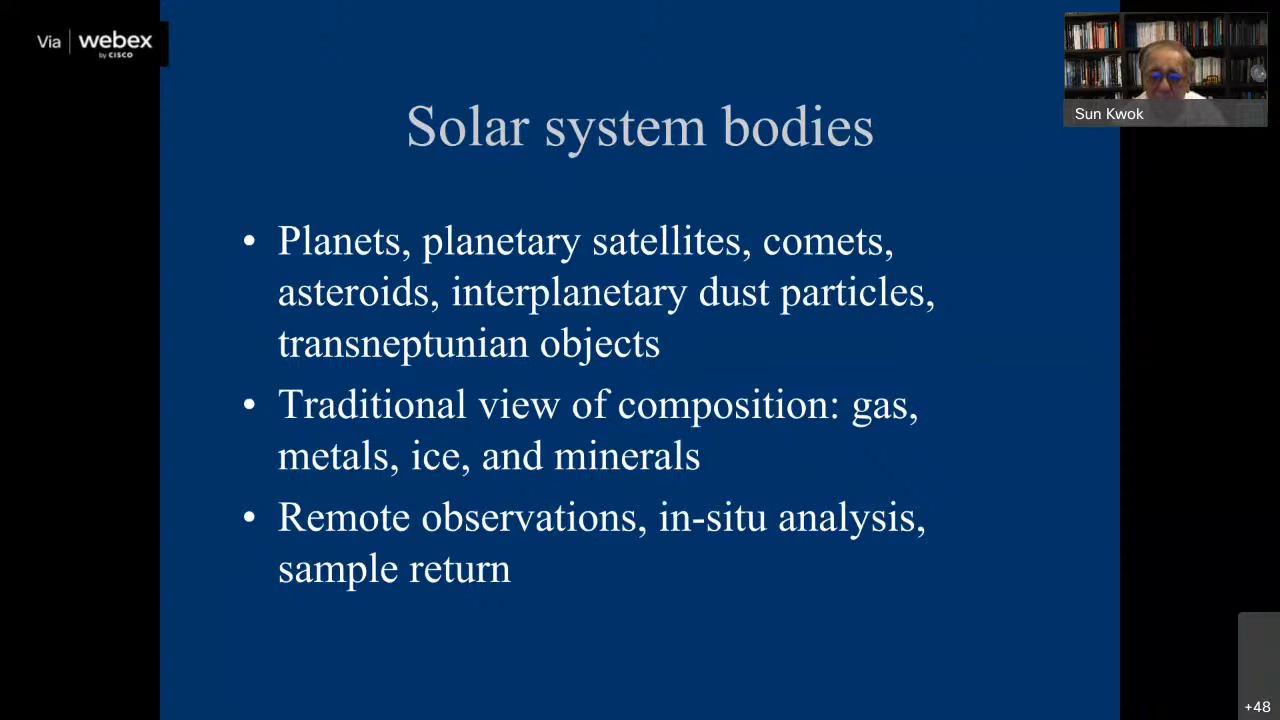 Via webex
by CISCO
Sun Kwok
Solar system bodies
• Planets, planetary satellites, comets,
asteroids, interplanetary dust particles,
transneptunian objects
• Traditional view of composition: gas,
metals, ice, and minerals
• Remote observations, in-situ analysis,
sample return
+48